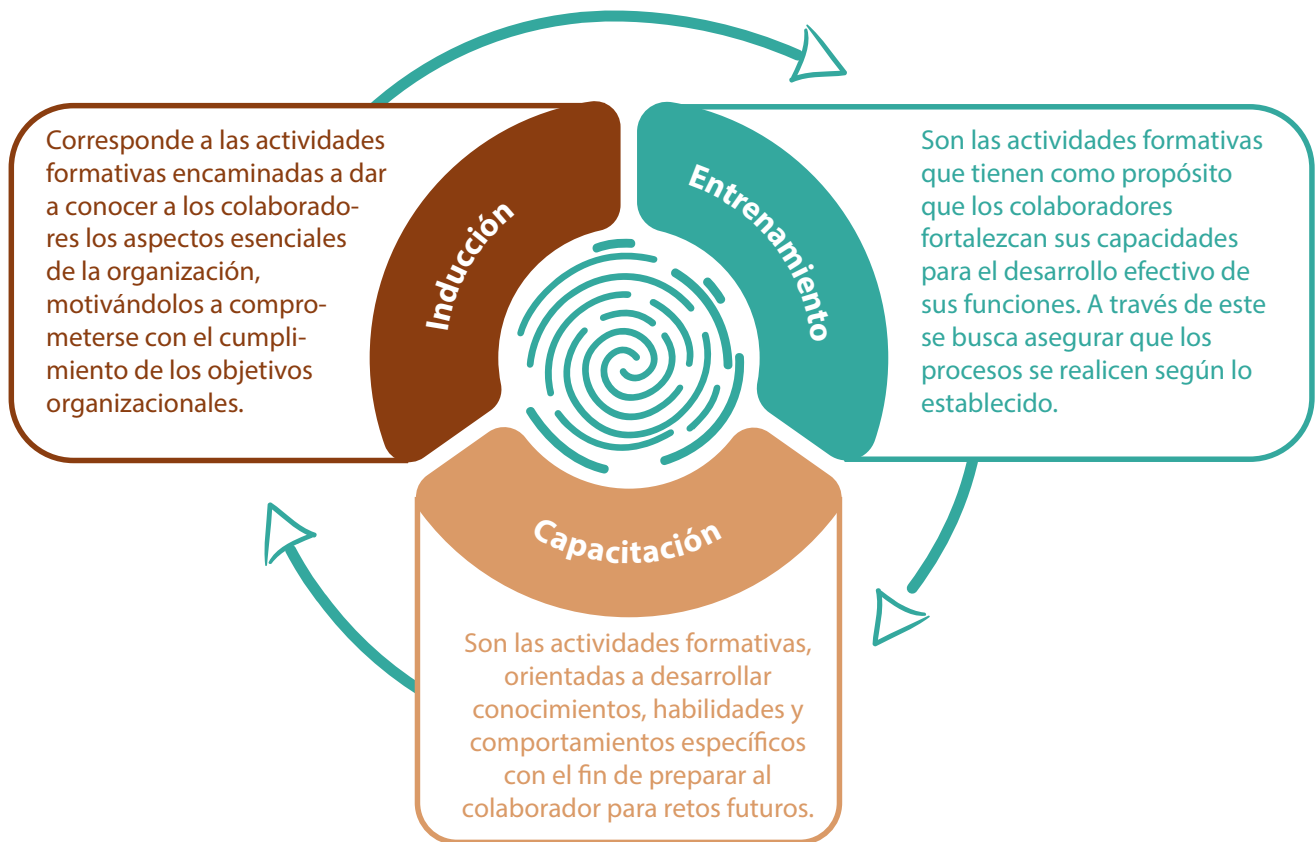 Inducción
Corresponde a las actividades
formativas encaminadas a dar
a conocer a los colaborado-
res los aspectos esenciales
de la organización,
motivándolos a compro-
meterse con el cumpli-
miento de los objetivos
organizacionales.
Entrenamiento
Son las actividades formativas
que tienen como propósito
que los colaboradores
fortalezcan sus capacidades
para el desarrollo efectivo de
sus funciones. A través de este
se busca asegurar que los
procesos se realicen según lo
establecido.
Capacitación
Son las actividades formativas,
orientadas a desarrollar
conocimientos, habilidades y
comportamientos específicos
con el fin de preparar al
colaborador para retos futuros.